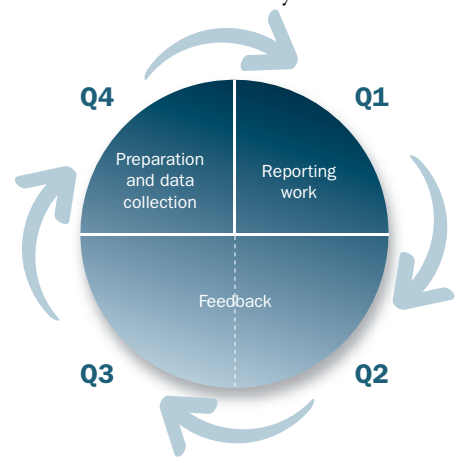 Q4
Q1
Preparation
and data
collection
Reporting
work
Feedback
Q3
Q2